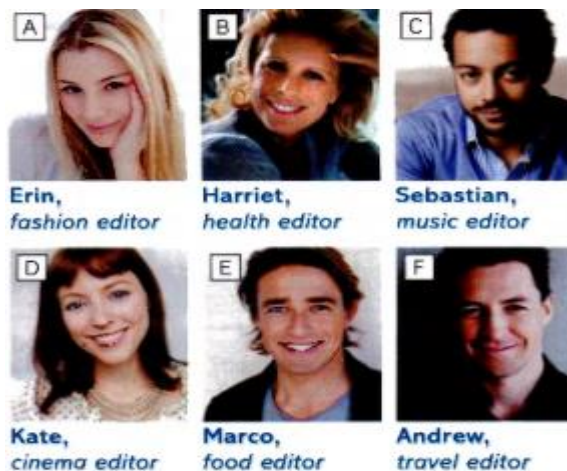 A
B
C
Erin,
fashion editor
Harriet,
health editor
Sebastian,
music editor
D
E
F
Kate,
cinema editor
Marco,
food editor
Andrew,
travel editor